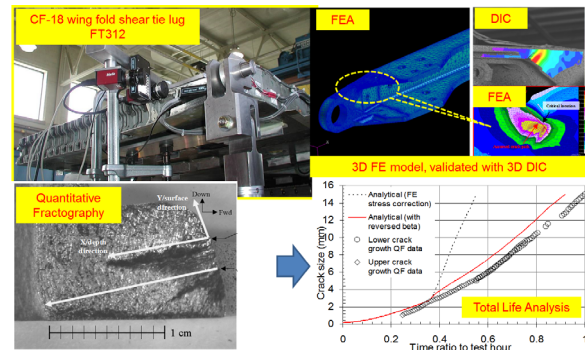 CF-18 wing fold shear tie lug
FT312
FEA
DIC
FEA
Critical location
3D FE model, validated with 3D DIC
Quantitative
Fractography
Y/surface
direction
Down
Fwd
X/depth
direction
1 cm
Crack size (mm)
16
14
12
10
8
6
4
2
0
Analytical (FE
stress correction)
Analytical (with
reversed beta)
Lower crack
growth QF data
Upper crack
growth QF data
Total Life Analysis
0
0.2
0.4
0.6
0.8
1
Time ratio to test hour